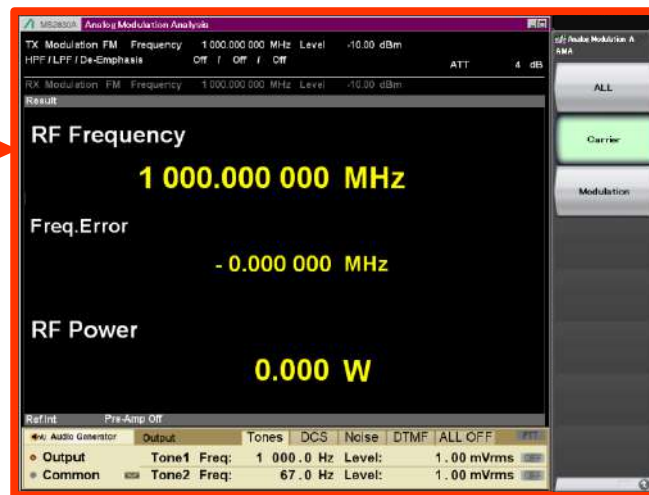 MS2830A Analog Modulation Analysis
TX Modulation FM Frequency 1 000.000 000 MHz Level -10.00 dBm
HPF / LPF / De-Emphasis Off / Off / Off
ATT 4 dB
RX Modulation FM Frequency 1 000.000 000 MHz Level -10.00 dBm
Result
RF Frequency
1 000.000 000 MHz
Freq.Error
- 0.000 000 MHz
RF Power
0.000 W
Ref.Int Pre-Amp Off
Audio Generator Output Tones DCS Noise DTMF ALL OFF PTT
Output Tone1 Freq: 1 000.0 Hz Level: 1.00 mVrms OFF
Common Tone2 Freq: 67.0 Hz Level: 1.00 mVrms OFF
Analog Modulation A
AMA
ALL
Carrier
Modulation